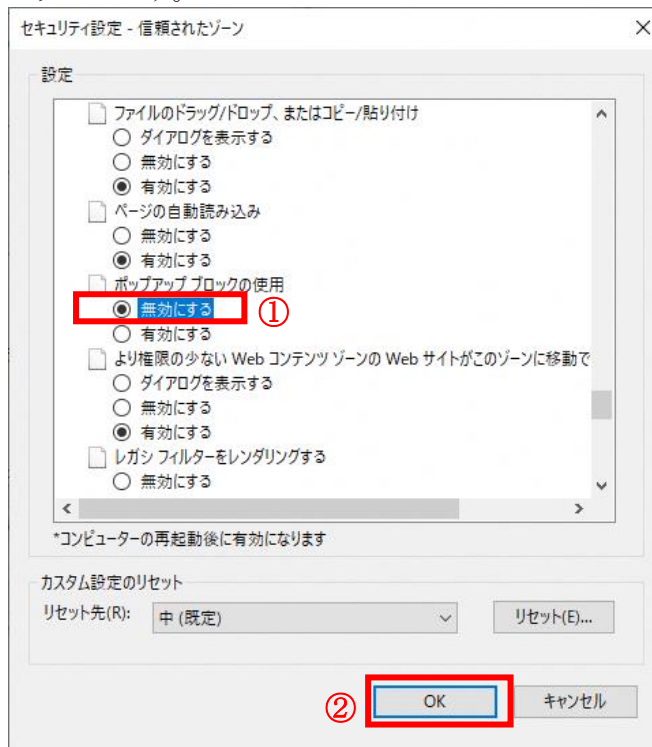 セキュリティ設定 - 信頼されたゾーン
設定
ファイルのドラッグ/ドロップ、またはコピー/貼り付け
ダイアログを表示する
無効にする
有効にする
ページの自動読み込み
無効にする
有効にする
ポップアップ ブロックの使用
無効にする ①
有効にする
より権限の少ない Web コンテンツ ゾーンの Web サイトがこのゾーンに移動で
ダイアログを表示する
無効にする
有効にする
レガシ フィルターをレンダリングする
無効にする
*コンピューターの再起動後に有効になります
カスタム設定のリセット
リセット先(R): 中 (既定) リセット(E)...
② OK キャンセル